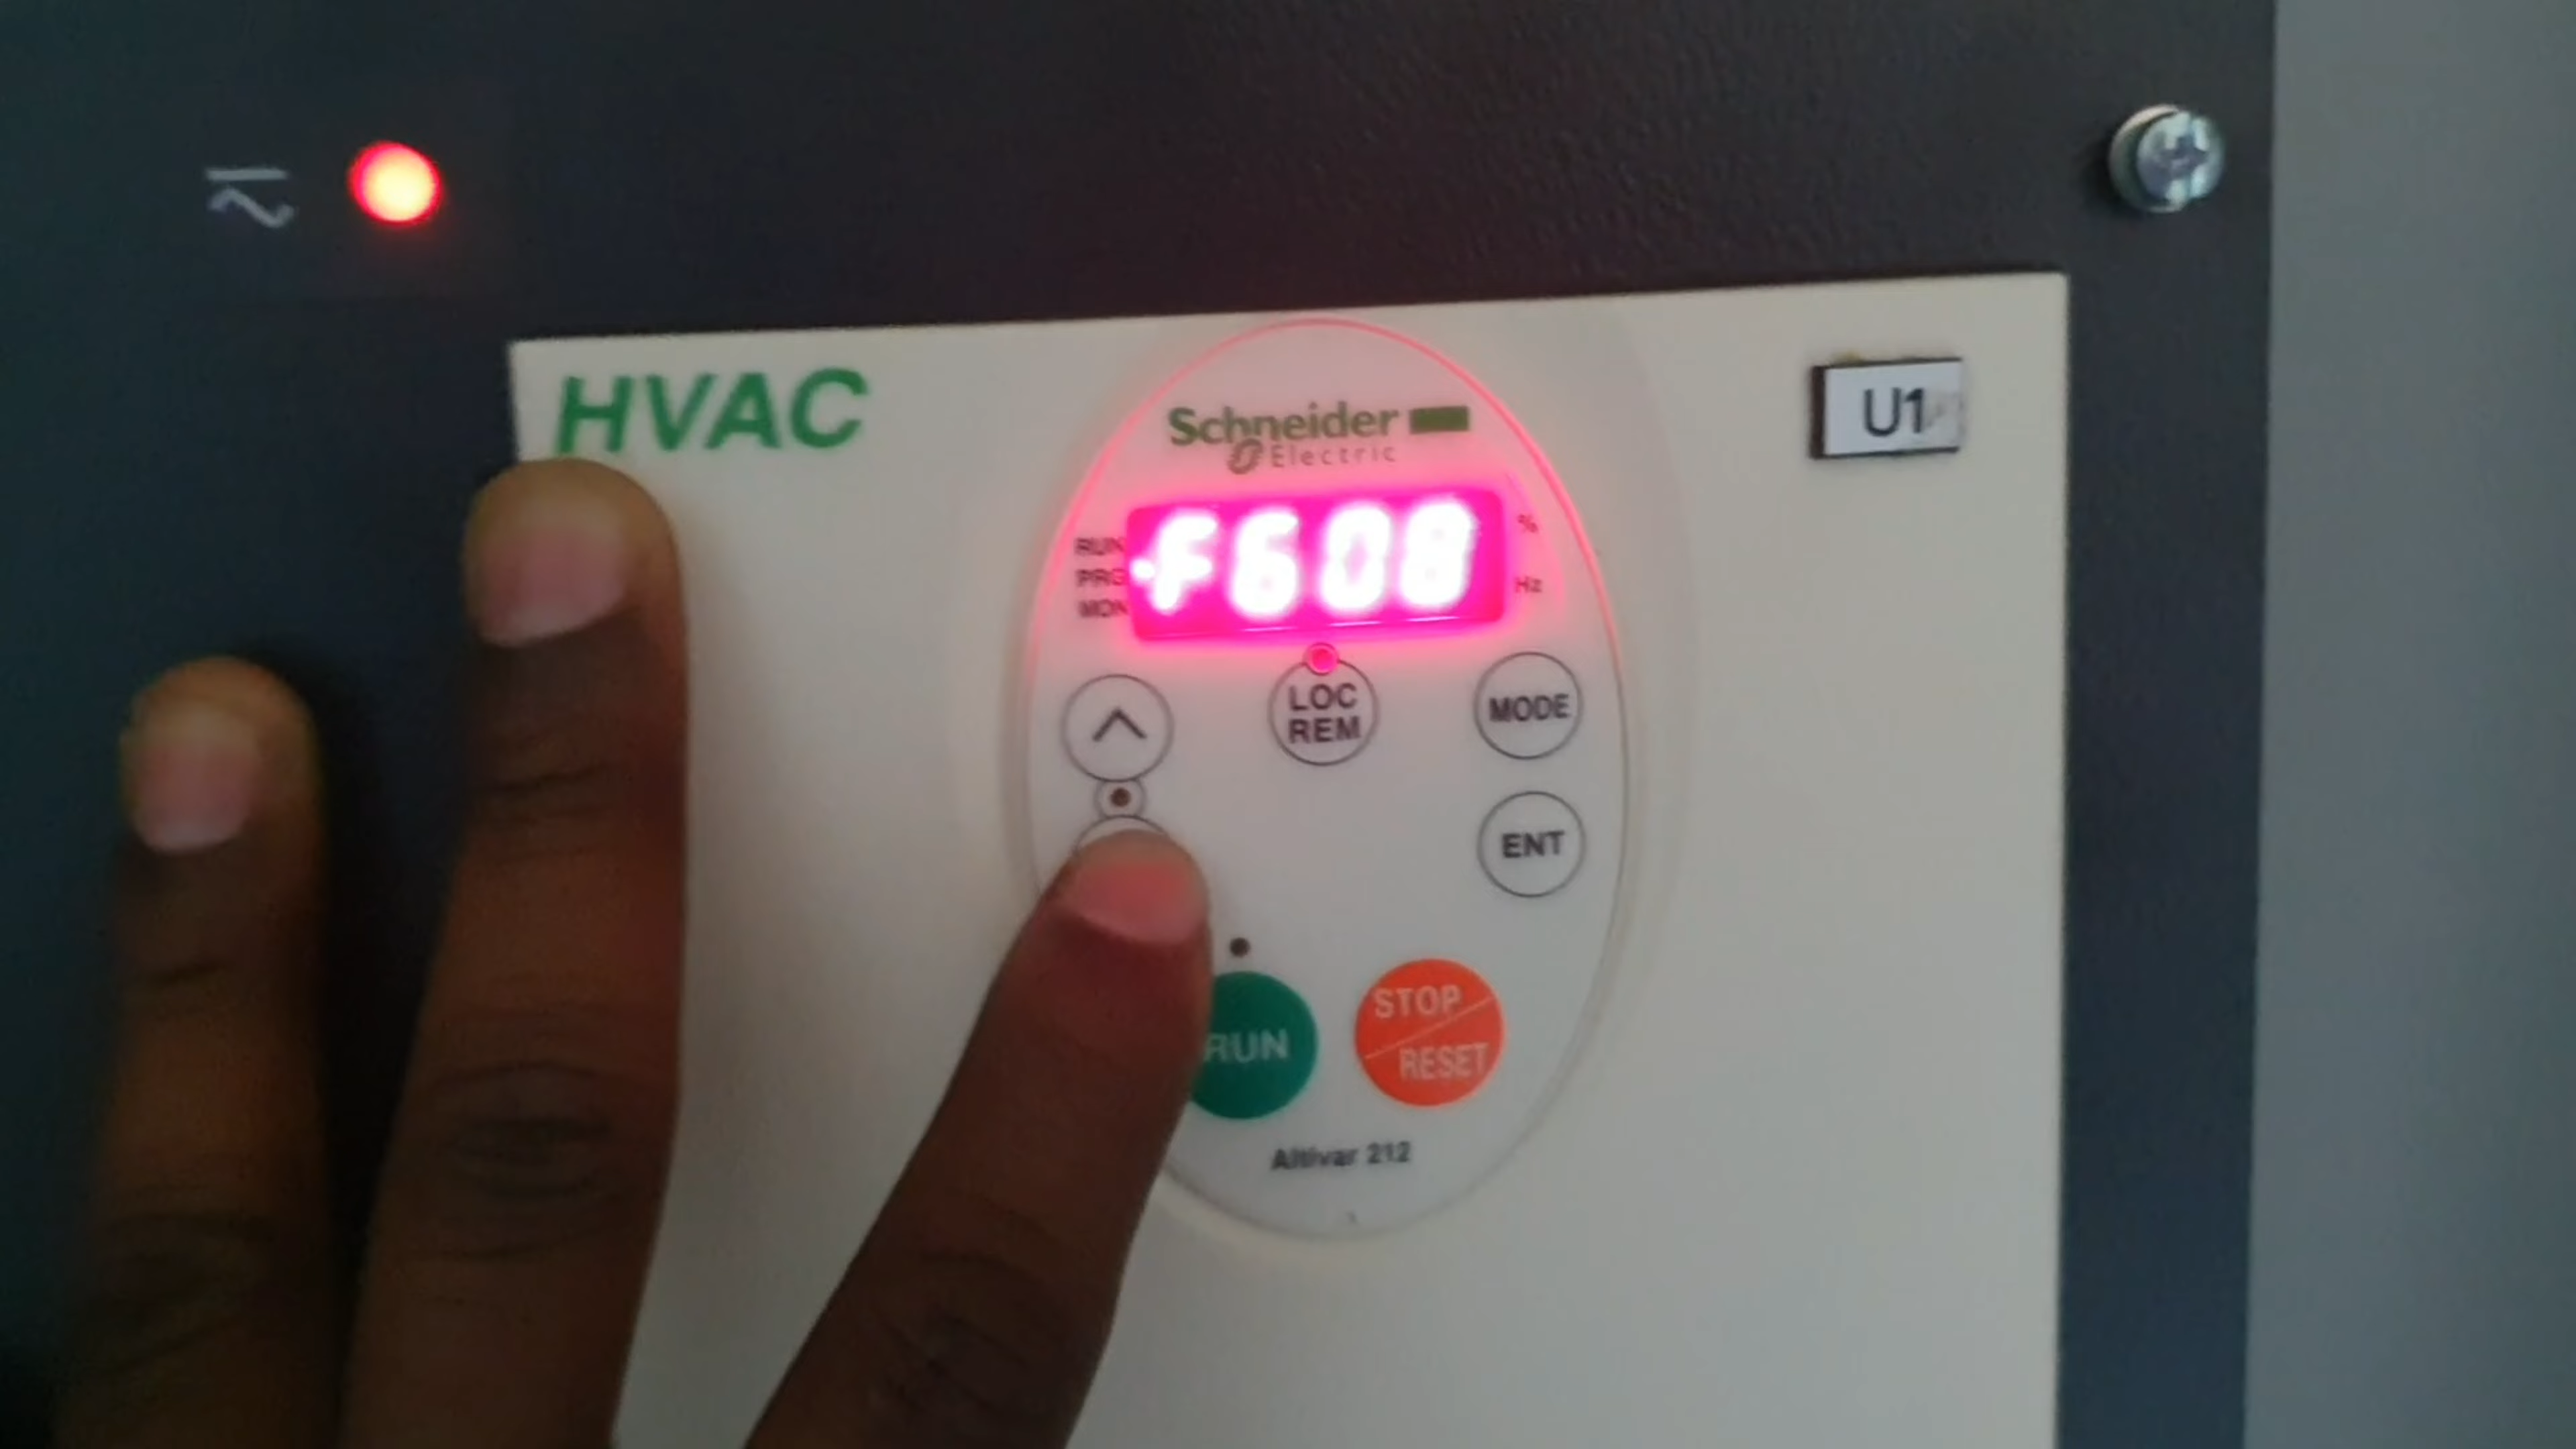 HVAC
Schneider
Electric
U1
RUN
PRG
MON
F608
%
Hz
LOC
REM
MODE
ENT
RUN
STOP
RESET
Altivar 212